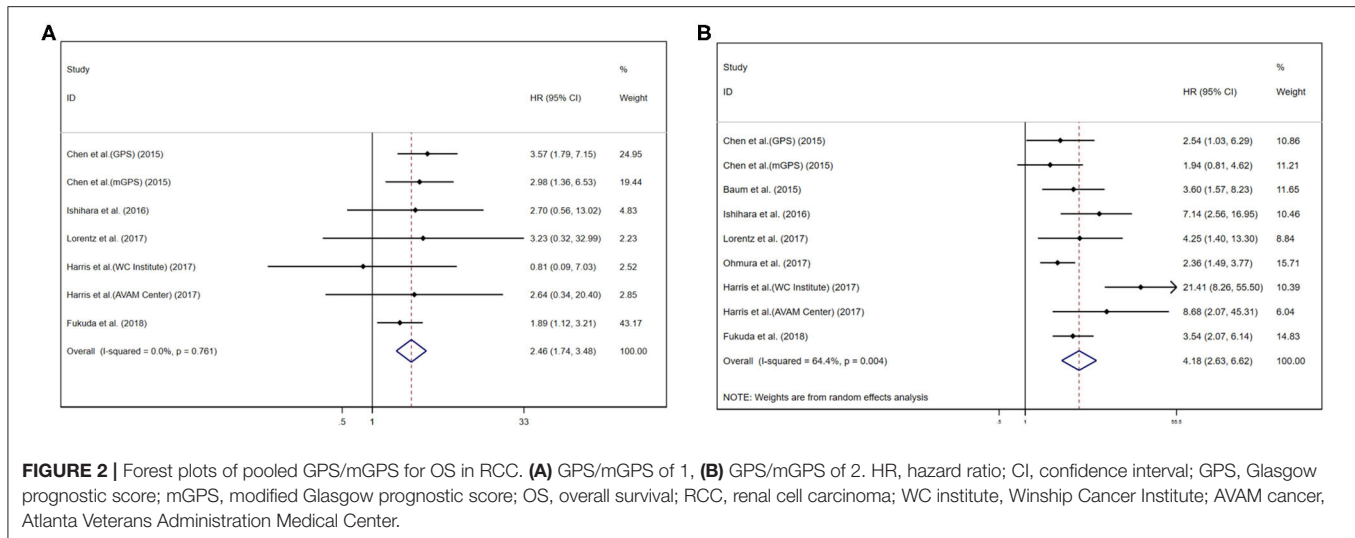 A
Study %
ID HR (95% CI) Weight
Chen et al.(GPS) (2015) 3.57 (1.79, 7.15) 24.95
Chen et al.(mGPS) (2015) 2.98 (1.36, 6.53) 19.44
Ishihara et al. (2016) 2.70 (0.56, 13.02) 4.83
Lorentz et al. (2017) 3.23 (0.32, 32.99) 2.23
Harris et al.(WC Institute) (2017) 0.81 (0.09, 7.03) 2.52
Harris et al.(AVAM Center) (2017) 2.64 (0.34, 20.40) 2.85
Fukuda et al. (2018) 1.89 (1.12, 3.21) 43.17
Overall (I-squared = 0.0%, p = 0.761) 2.46 (1.74, 3.48) 100.00
.5 1 33
B
Study %
ID HR (95% CI) Weight
Chen et al.(GPS) (2015) 2.54 (1.03, 6.29) 10.86
Chen et al.(mGPS) (2015) 1.94 (0.81, 4.62) 11.21
Baum et al. (2015) 3.60 (1.57, 8.23) 11.65
Ishihara et al. (2016) 7.14 (2.56, 16.95) 10.46
Lorentz et al. (2017) 4.25 (1.40, 13.30) 8.84
Ohmura et al. (2017) 2.36 (1.49, 3.77) 15.71
Harris et al.(WC Institute) (2017) 21.41 (8.26, 55.50) 10.39
Harris et al.(AVAM Center) (2017) 8.68 (2.07, 45.31) 6.04
Fukuda et al. (2018) 3.54 (2.07, 6.14) 14.83
Overall (I-squared = 64.4%, p = 0.004) 4.18 (2.63, 6.62) 100.00
NOTE: Weights are from random effects analysis
.5 1 55.5
FIGURE 2 | Forest plots of pooled GPS/mGPS for OS in RCC. (A) GPS/mGPS of 1, (B) GPS/mGPS of 2. HR, hazard ratio; CI, confidence interval; GPS, Glasgow
prognostic score; mGPS, modified Glasgow prognostic score; OS, overall survival; RCC, renal cell carcinoma; WC institute, Winship Cancer Institute; AVAM cancer,
Atlanta Veterans Administration Medical Center.